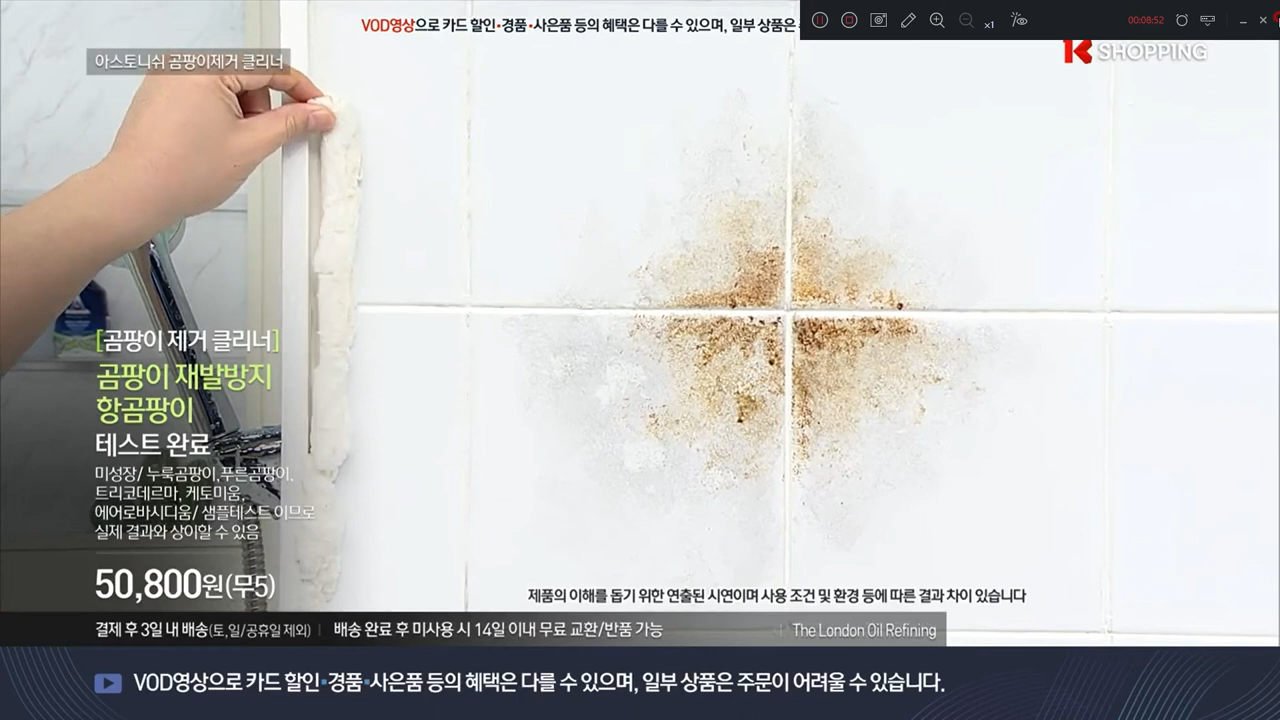 VOD영상으로 카드 할인·경품·사은품 등의 혜택은 다를 수 있으며, 일부 상품은
x1
00:08:52
아스토니쉬 곰팡이제거 클리너
K SHOPPING
[곰팡이 제거 클리너]
곰팡이 재발방지
항곰팡이
테스트 완료
미성장/ 누룩곰팡이,푸른곰팡이,
트리코데르마, 케토미움,
에어로바시디움/ 샘플테스트 이므로
실제 결과와 상이할 수 있음
50,800원(무5)
제품의 이해를 돕기 위한 연출된 시연이며 사용 조건 및 환경 등에 따른 결과 차이 있습니다
결제 후 3일 내 배송(토,일/공휴일 제외) | 배송 완료 후 미사용 시 14일 이내 무료 교환/반품 가능
The London Oil Refining
VOD영상으로 카드 할인·경품·사은품 등의 혜택은 다를 수 있으며, 일부 상품은 주문이 어려울 수 있습니다.